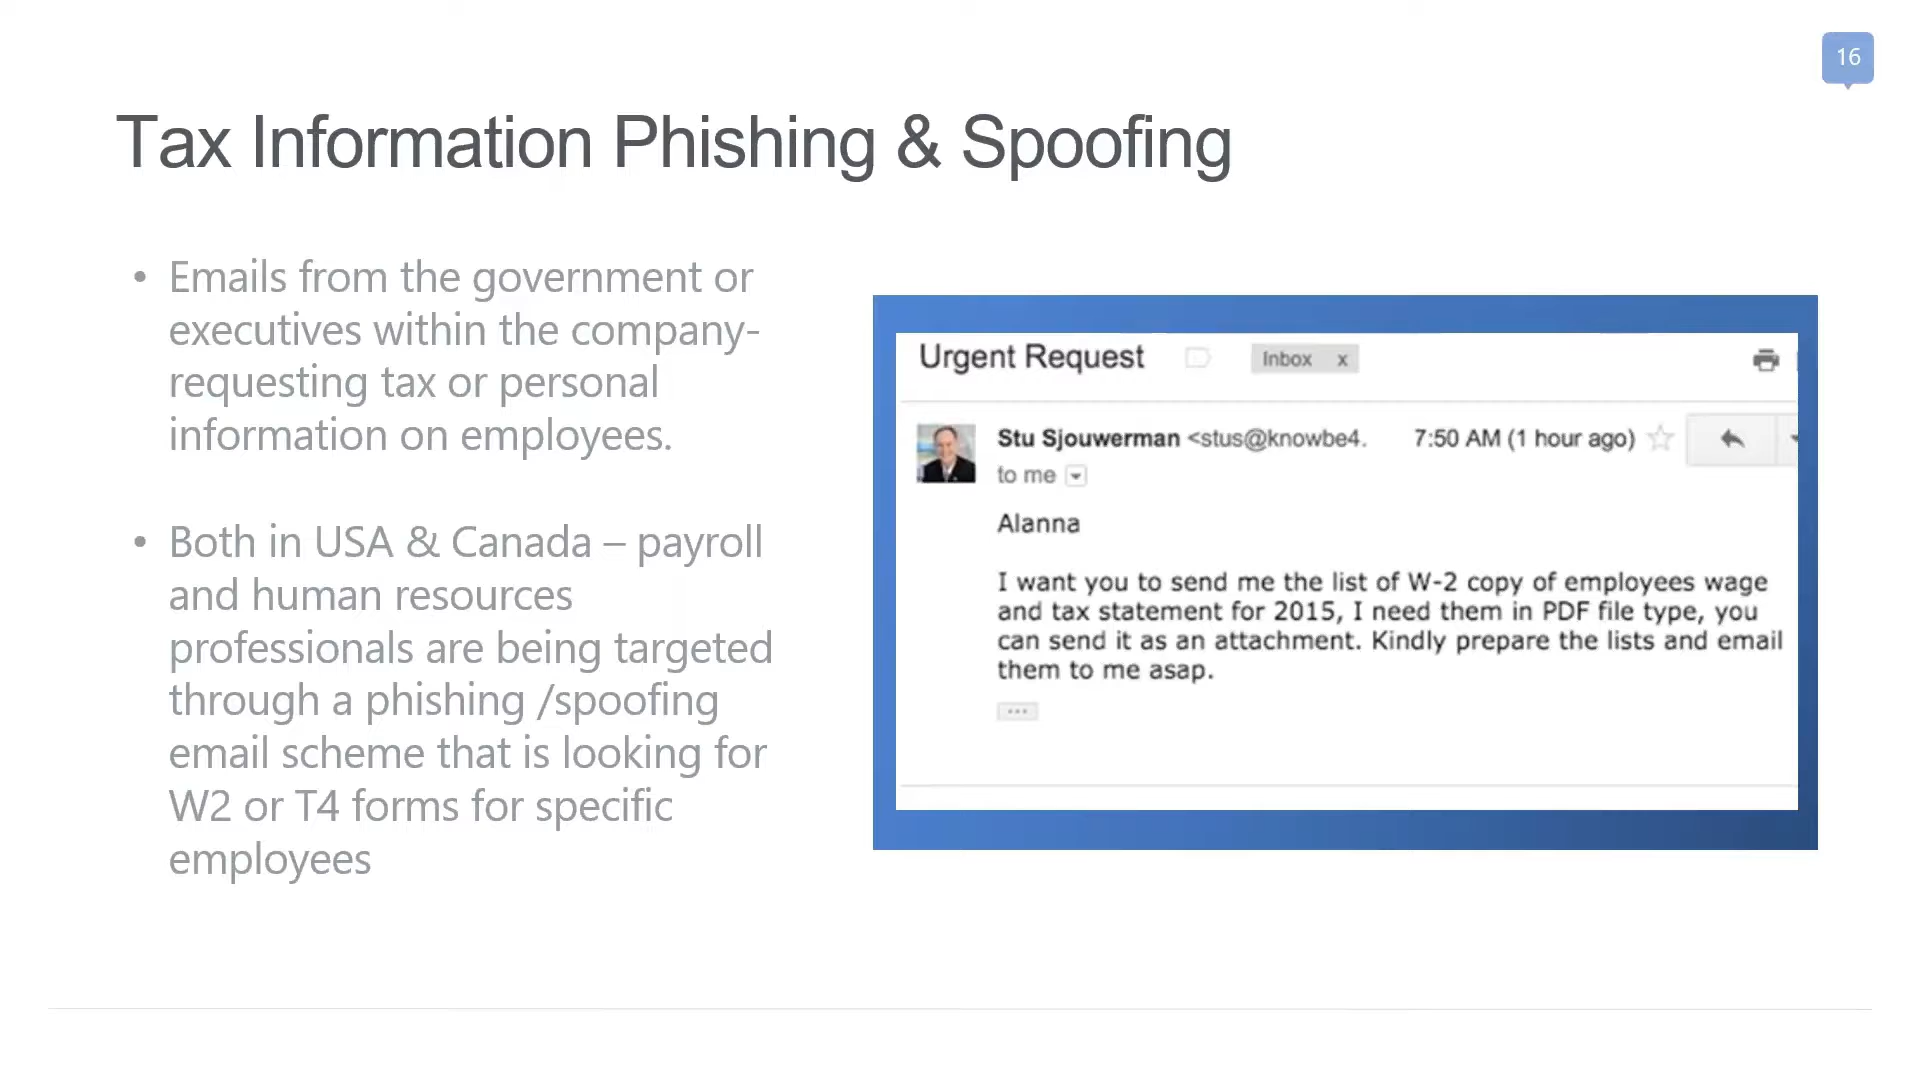 16
Tax Information Phishing & Spoofing
• Emails from the government or
executives within the company-
requesting tax or personal
information on employees.
• Both in USA & Canada – payroll
and human resources
professionals are being targeted
through a phishing /spoofing
email scheme that is looking for
W2 or T4 forms for specific
employees
Urgent Request Inbox x
Stu Sjouwerman <stus@knowbe4. 7:50 AM (1 hour ago)
to me
Alanna
I want you to send me the list of W-2 copy of employees wage
and tax statement for 2015, I need them in PDF file type, you
can send it as an attachment. Kindly prepare the lists and email
them to me asap.